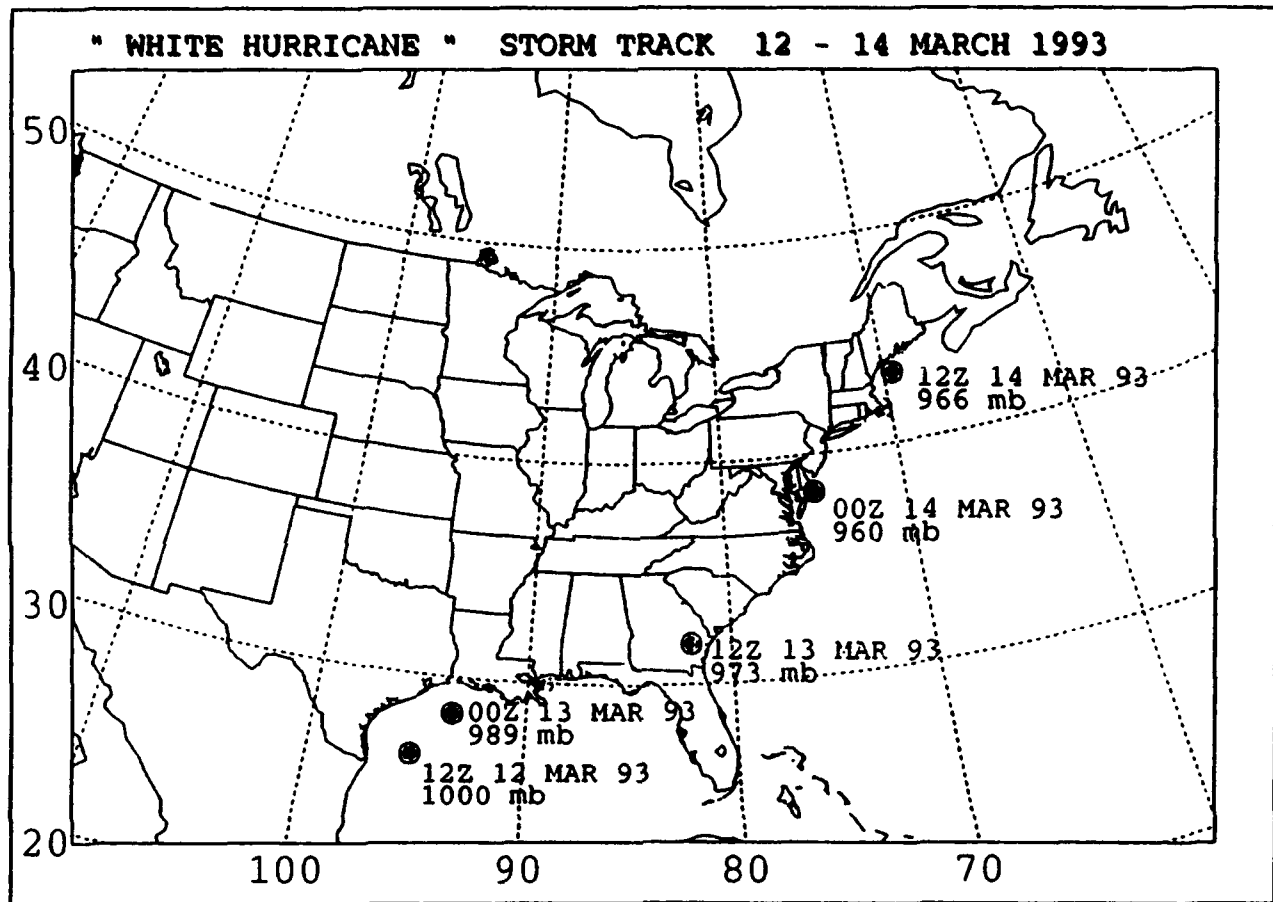 " WHITE HURRICANE " STORM TRACK 12 - 14 MARCH 1993
50
40
12Z 14 MAR 93
966 mb
00Z 14 MAR 93
960 mb
30
12Z 13 MAR 93
973 mb
00Z 13 MAR 93
989 mb
12Z 12 MAR 93
1000 mb
20
100 90 80 70